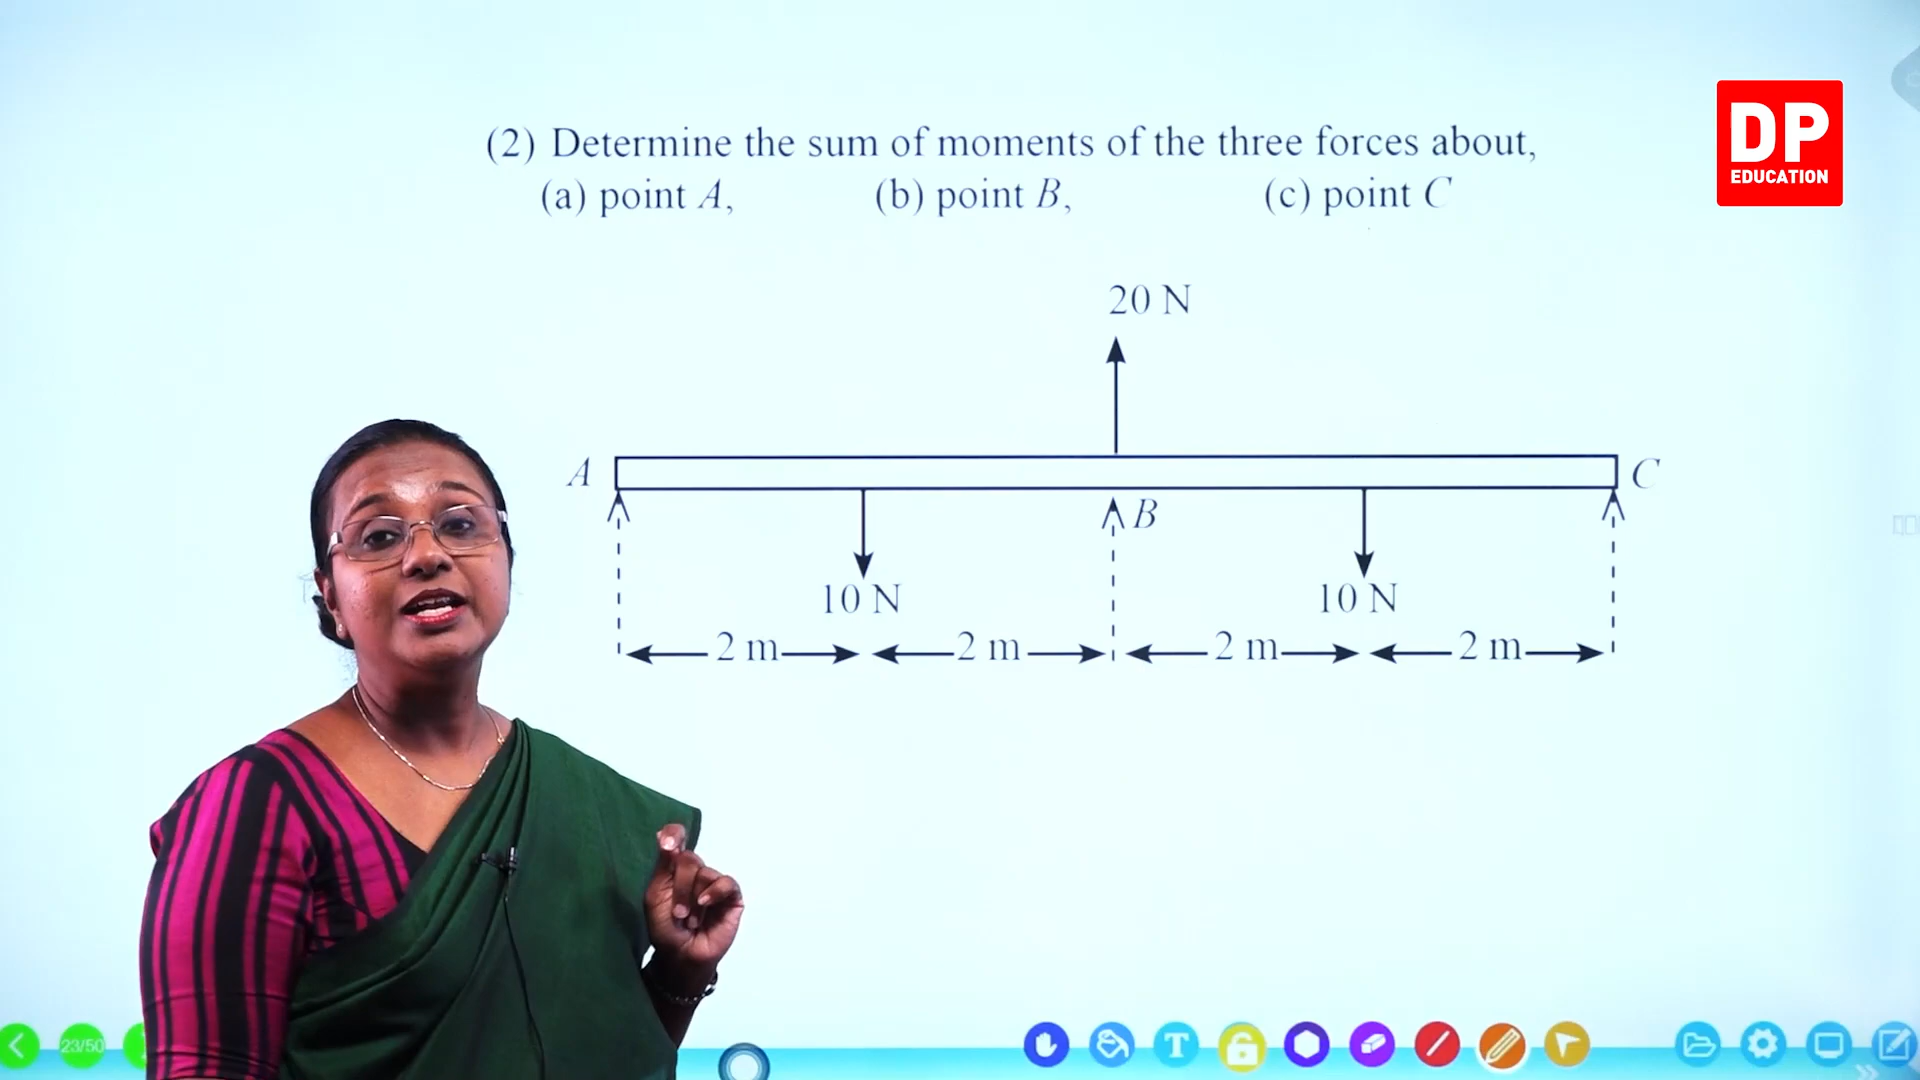 DP
EDUCATION
(2) Determine the sum of moments of the three forces about,
(a) point A, (b) point B, (c) point C
20 N
A
C
B
10 N
10 N
2 m
2 m
2 m
2 m
23/50
T